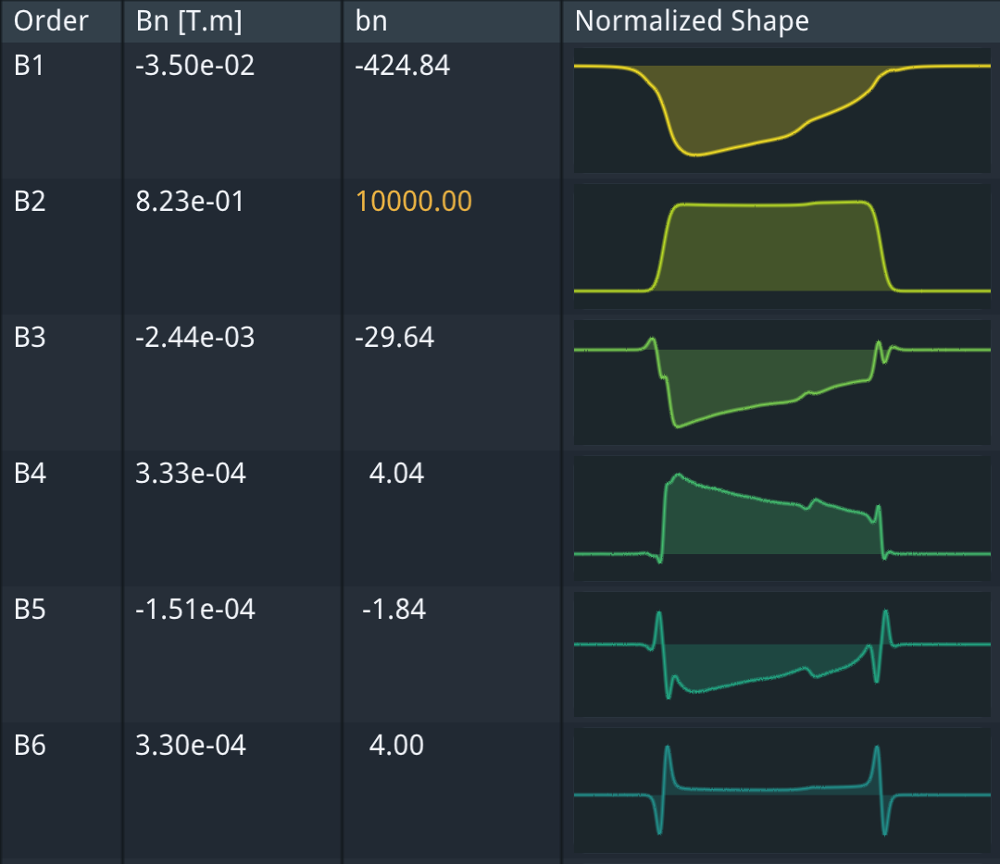 Order Bn [T.m] bn Normalized Shape
B1 -3.50e-02 -424.84
B2 8.23e-01 10000.00
B3 -2.44e-03 -29.64
B4 3.33e-04 4.04
B5 -1.51e-04 -1.84
B6 3.30e-04 4.00